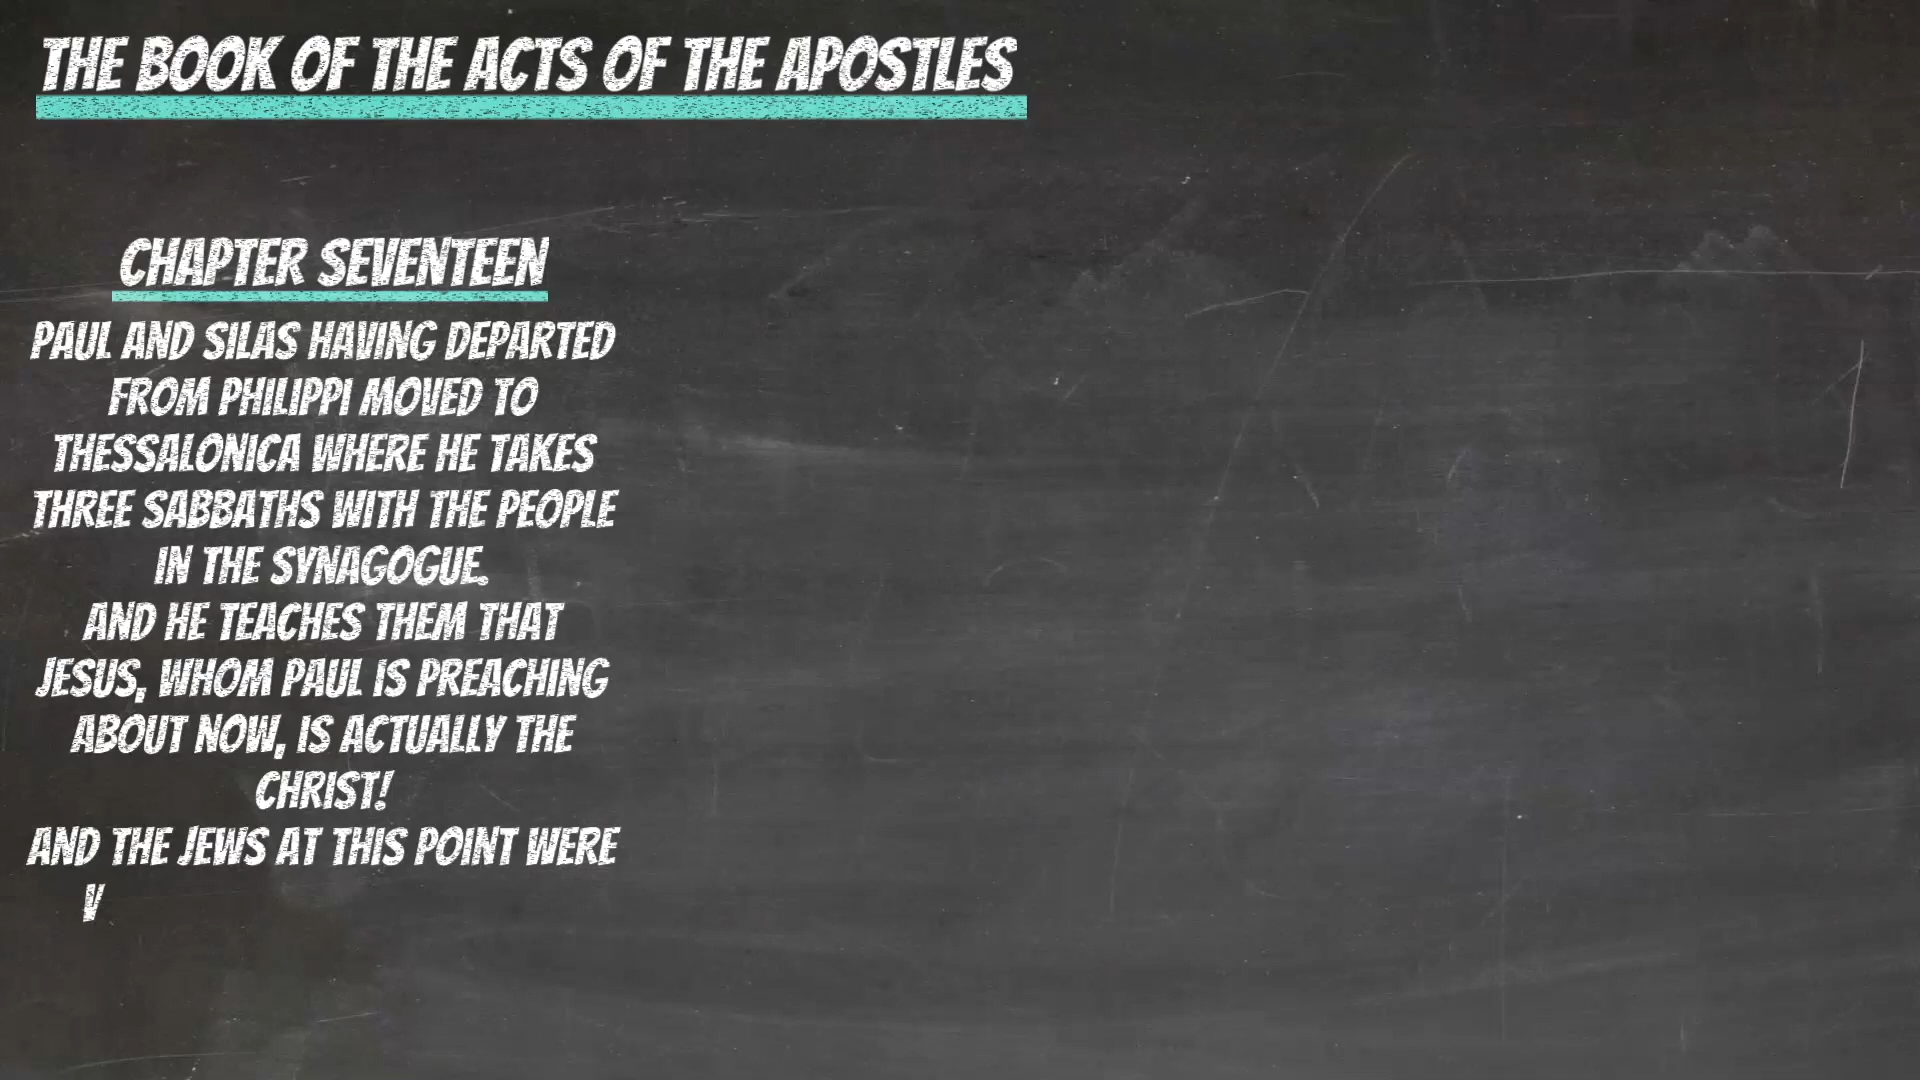 THE BOOK OF THE ACTS OF THE APOSTLES
CHAPTER SEVENTEEN
PAUL AND SILAS HAVING DEPARTED
FROM PHILIPPI MOVED TO
THESSALONICA WHERE HE TAKES
THREE SABBATHS WITH THE PEOPLE
IN THE SYNAGOGUE.
AND HE TEACHES THEM THAT
JESUS, WHOM PAUL IS PREACHING
ABOUT NOW, IS ACTUALLY THE
CHRIST!
AND THE JEWS AT THIS POINT WERE
V